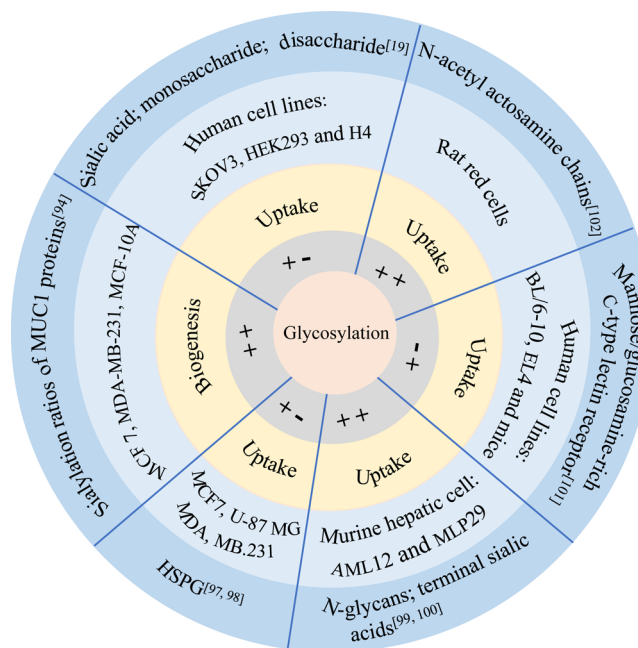 Glycosylation
Sialic acid; monosaccharide; disaccharide[19]
Human cell lines:
SKOV3, HEK293 and H4
Uptake
+ -
N-acetyl actosamine chains[102]
Rat red cells
Uptake
+ +
Mannose/glucosamine-rich
C-type lectin receptor[101]
Human cell lines:
BL/6-10, EL4 and mice
Uptake
+ -
N-glycans; terminal sialic
acids[99, 100]
Murine hepatic cell:
AML12 and MLP29
Uptake
+ +
HSPG[97, 98]
MCF7, U-87 MG
MDA, MB.231
Uptake
+ -
Sialylation ratios of MUC1 proteins[94]
MCF 7, MDA-MB-231, MCF-10A
Biogenesis
+ +